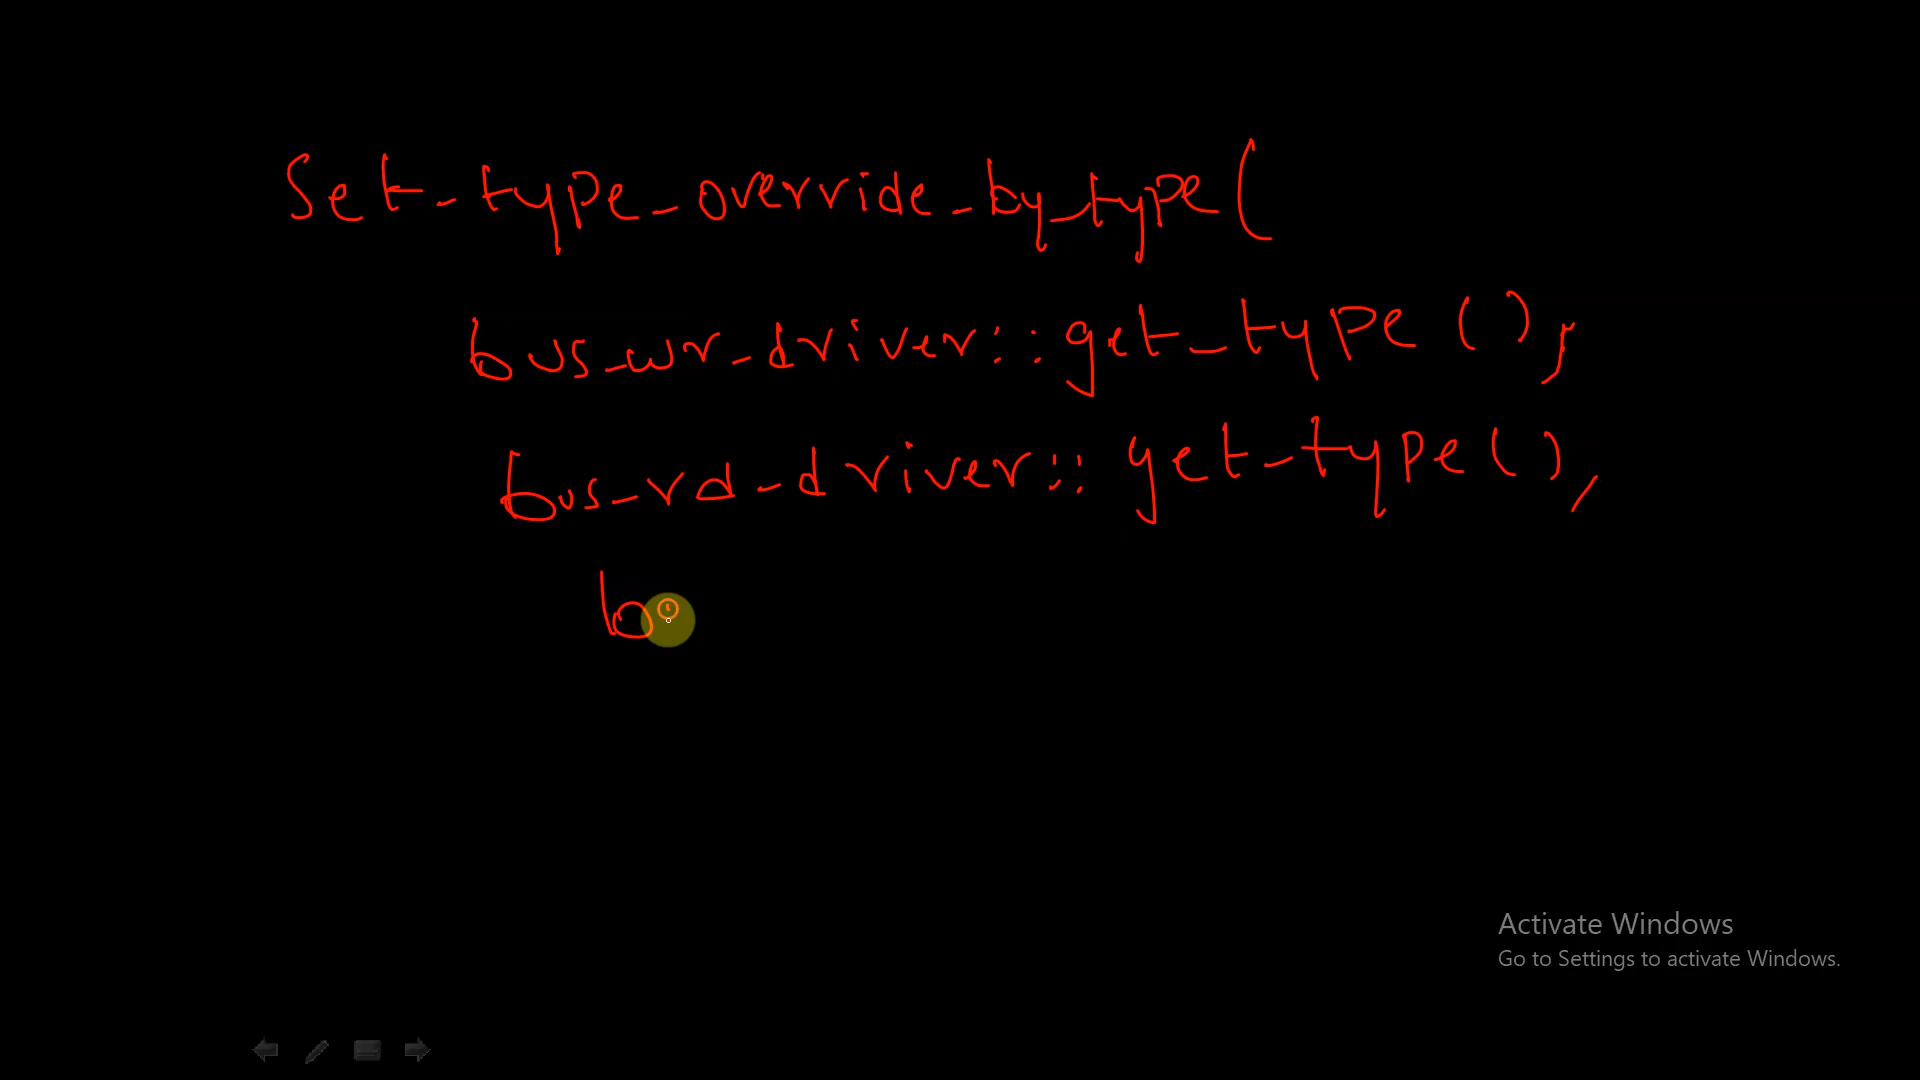 Set_type_override_by_type(
bus_wr_driver::get_type(),
bus_rd_driver::get_type(),
b
Activate Windows
Go to Settings to activate Windows.